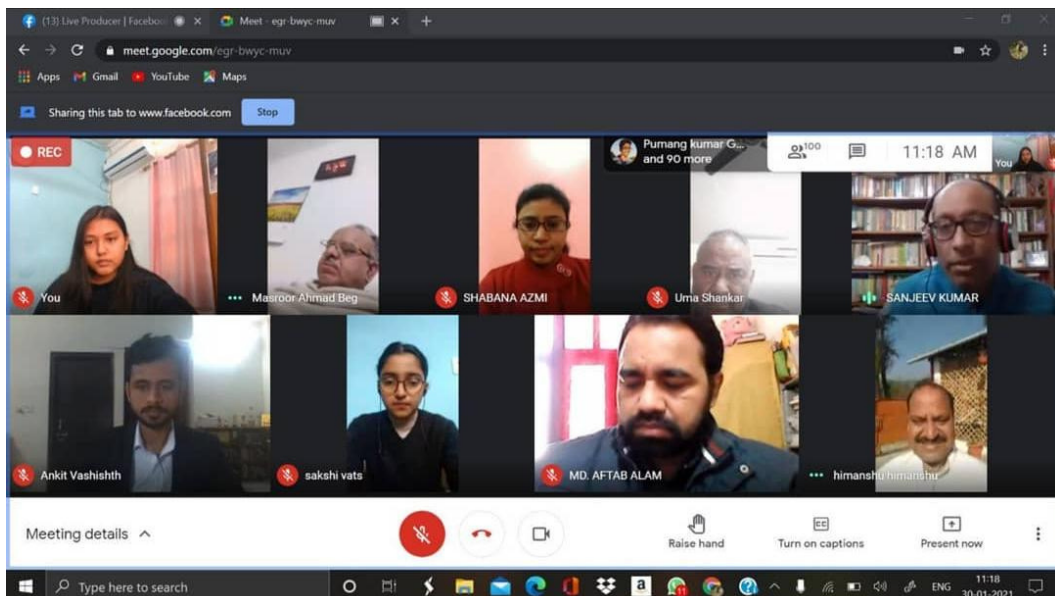 (13) Live Producer | Faceboo
Meet - egr-bwyc-muv
meet.google.com/egr-bwyc-muv
Apps Gmail YouTube Maps
Sharing this tab to www.facebook.com Stop
REC
Pumang kumar G...
and 90 more
100
11:18 AM
You
You
Masroor Ahmad Beg
SHABANA AZMI
Uma Shankar
SANJEEV KUMAR
Ankit Vashishth
sakshi vats
MD. AFTAB ALAM
himanshu himanshu
Meeting details
Raise hand
CC
Turn on captions
Present now
Type here to search
a
ENG
11:18
30-01-2021